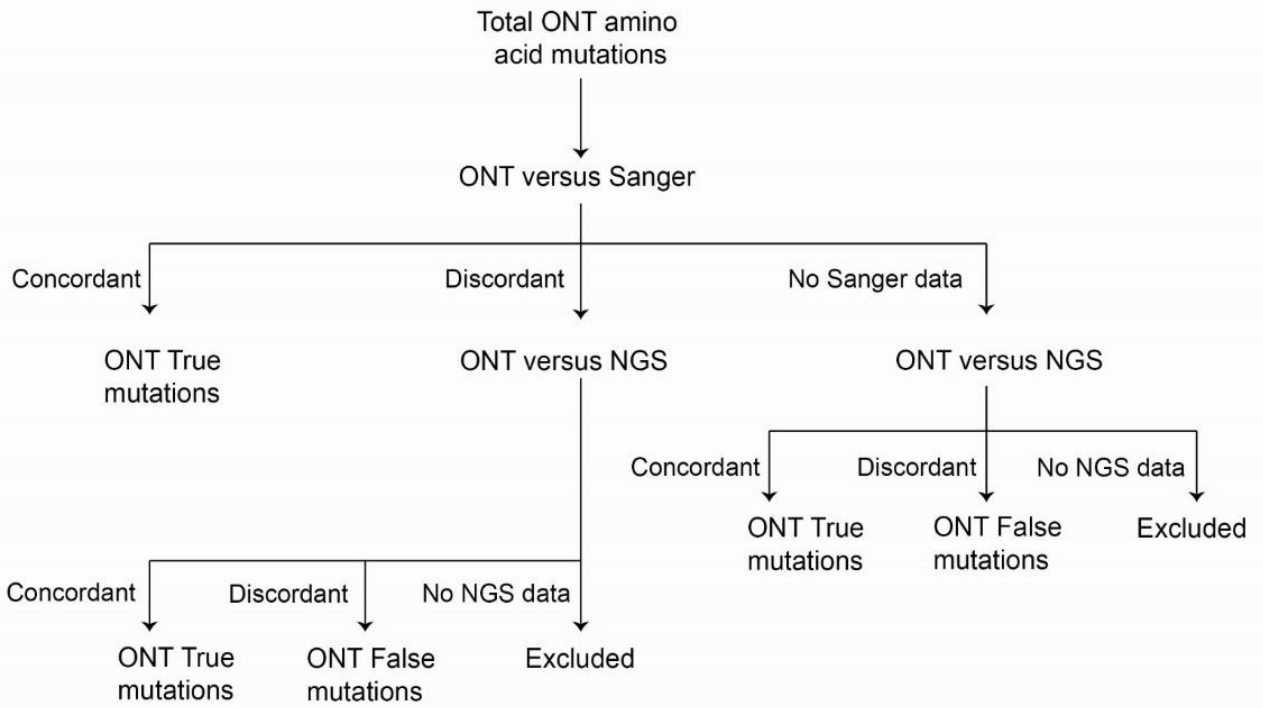 Total ONT amino
acid mutations
ONT versus Sanger
Concordant
Discordant
No Sanger data
ONT True
mutations
ONT versus NGS
ONT versus NGS
Concordant
Discordant
No NGS data
ONT True
mutations
ONT False
mutations
Excluded
Concordant
Discordant
No NGS data
ONT True
mutations
ONT False
mutations
Excluded